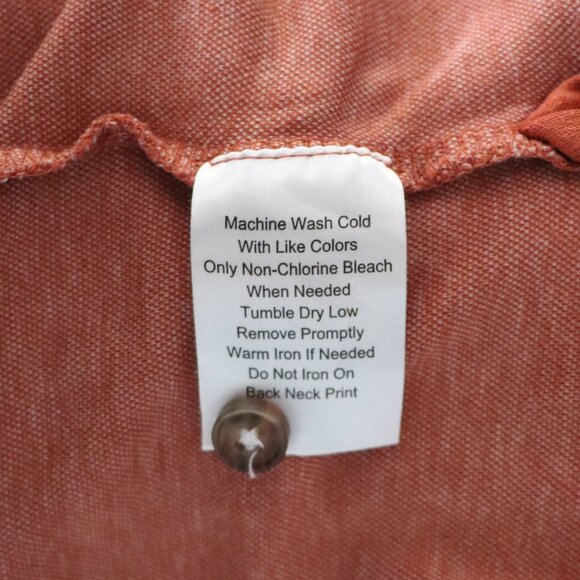 Machine Wash Cold
With Like Colors
Only Non-Chlorine Bleach
When Needed
Tumble Dry Low
Remove Promptly
Warm Iron If Needed
Do Not Iron On
Back Neck Print